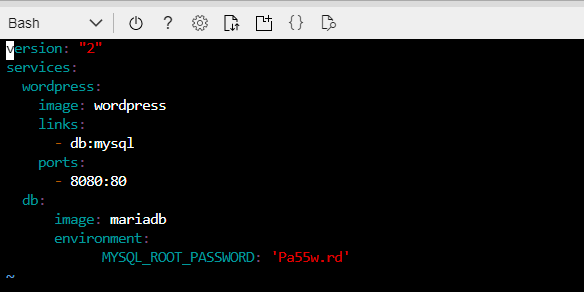 Bash
version: "2"
services:
  wordpress:
    image: wordpress
    links:
      - db:mysql
    ports:
      - 8080:80
  db:
      image: mariadb
      environment:
            MYSQL_ROOT_PASSWORD: 'Pa55w.rd'
~